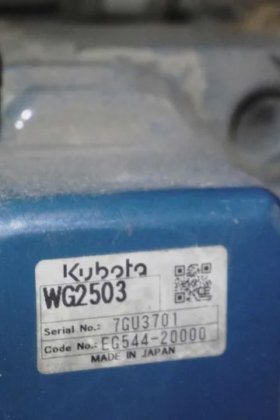 Kubota
WG2503
Serial No.: 7GU3701
Code No.: EG544-20000
MADE IN JAPAN